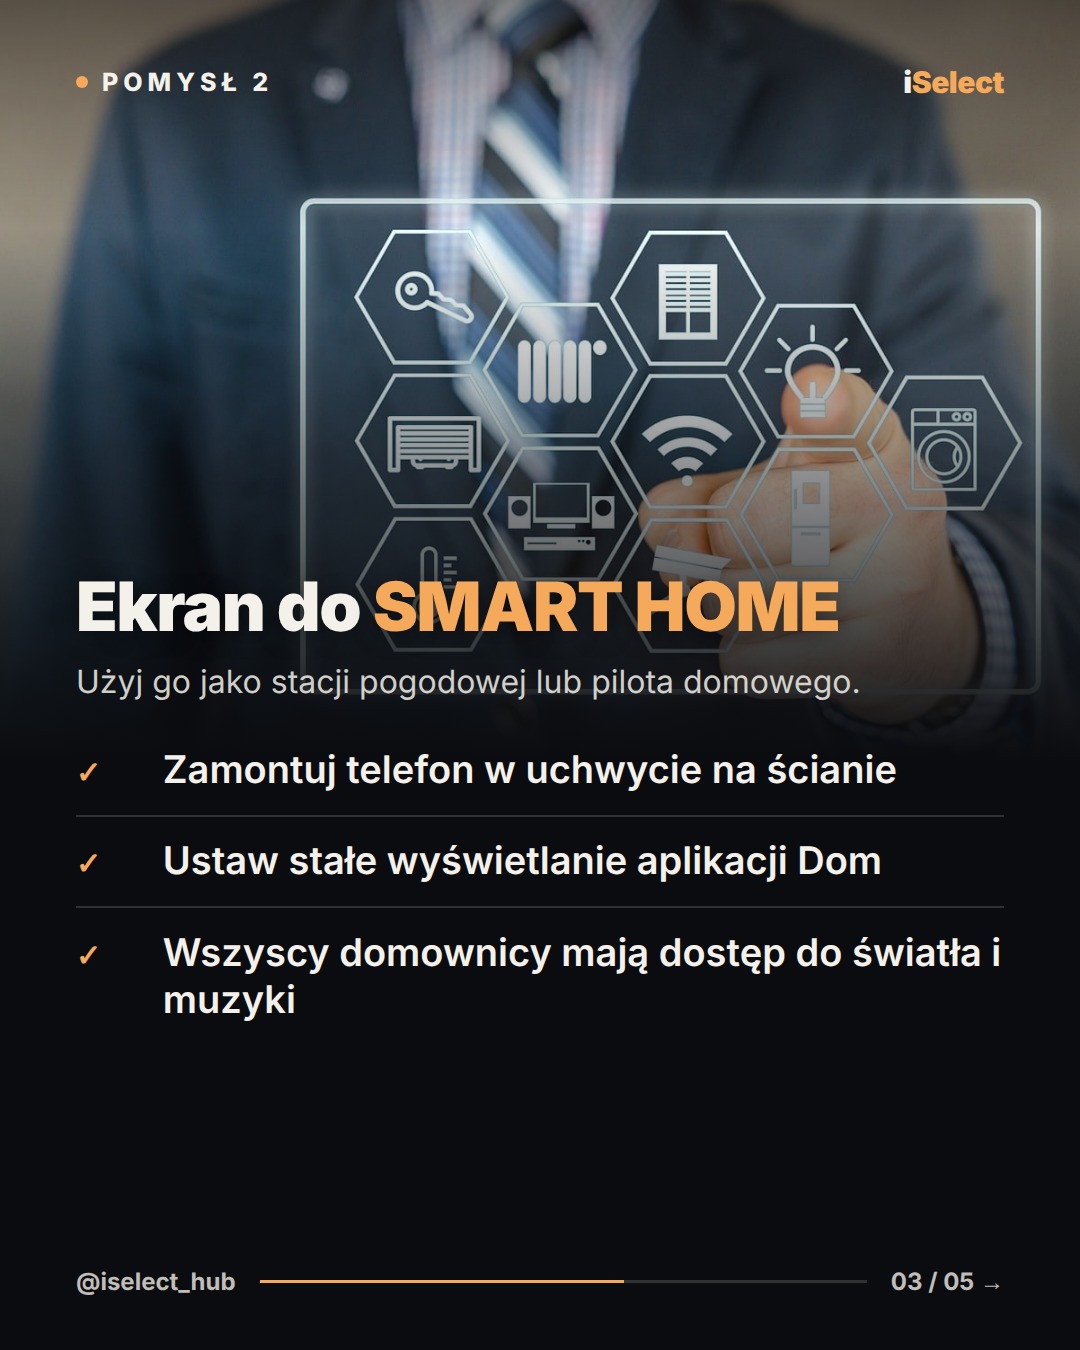 POMYSŁ 2
iSelect
Ekran do SMART HOME
Użyj go jako stacji pogodowej lub pilota domowego.
✓ Zamontuj telefon w uchwycie na ścianie
✓ Ustaw stałe wyświetlanie aplikacji Dom
✓ Wszyscy domownicy mają dostęp do światła i
muzyki
@iselect_hub
03 / 05 →